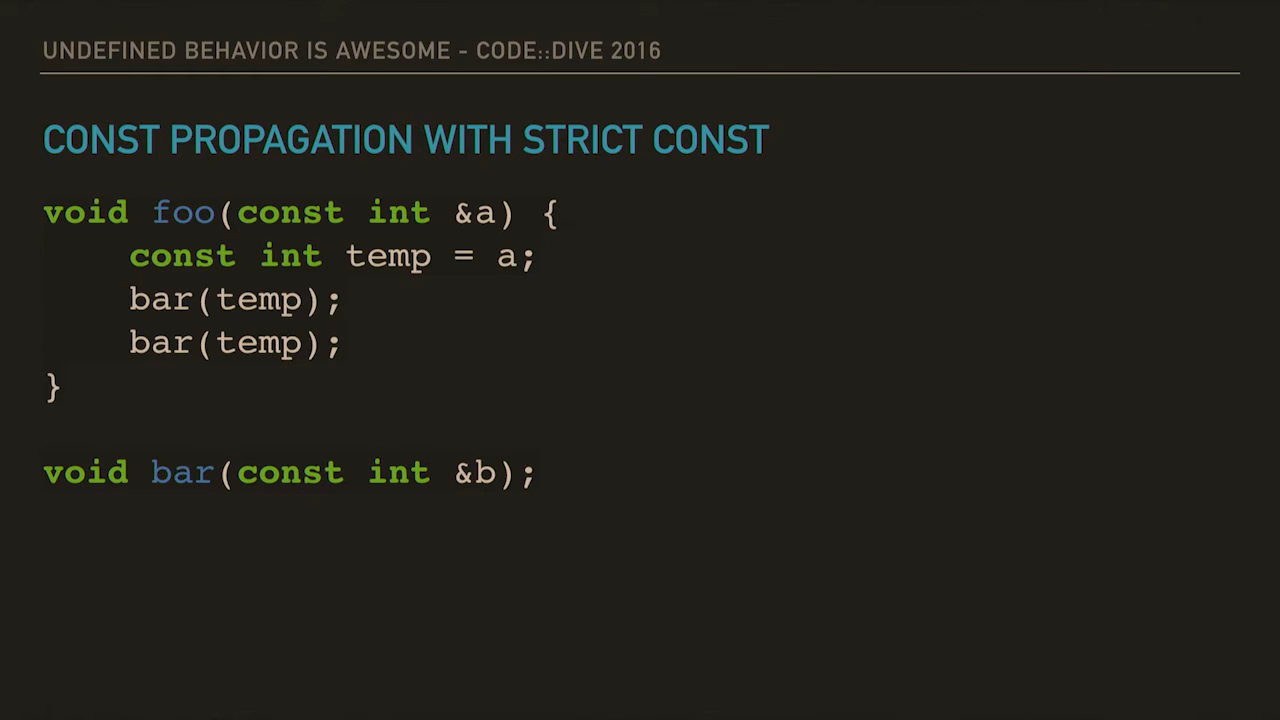 UNDEFINED BEHAVIOR IS AWESOME - CODE::DIVE 2016
CONST PROPAGATION WITH STRICT CONST
void foo(const int &a) {
    const int temp = a;
    bar(temp);
    bar(temp);
}
void bar(const int &b);